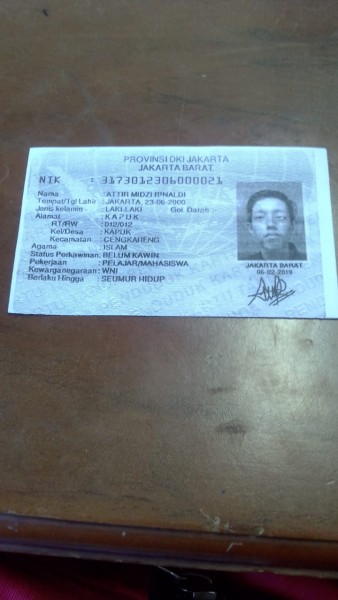 PROVINSI DKI JAKARTA
JAKARTA BARAT
NIK : 3173012306000021
Nama : ATTIR MIDZI RINALDI
Tempat/Tgl Lahir : JAKARTA, 23-06-2000
Jenis kelamin : LAKI-LAKI Gol. Darah
Alamat : KAPUK
RT/RW : 012/012
Kel/Desa : KAPUK
Kecamatan : CENGKARENG
Agama : ISLAM
Status Perkawinan: BELUM KAWIN
Pekerjaan : PELAJAR/MAHASISWA
Kewarganegaraan: WNI
Berlaku Hingga : SEUMUR HIDUP
JAKARTA BARAT
06-02-2019